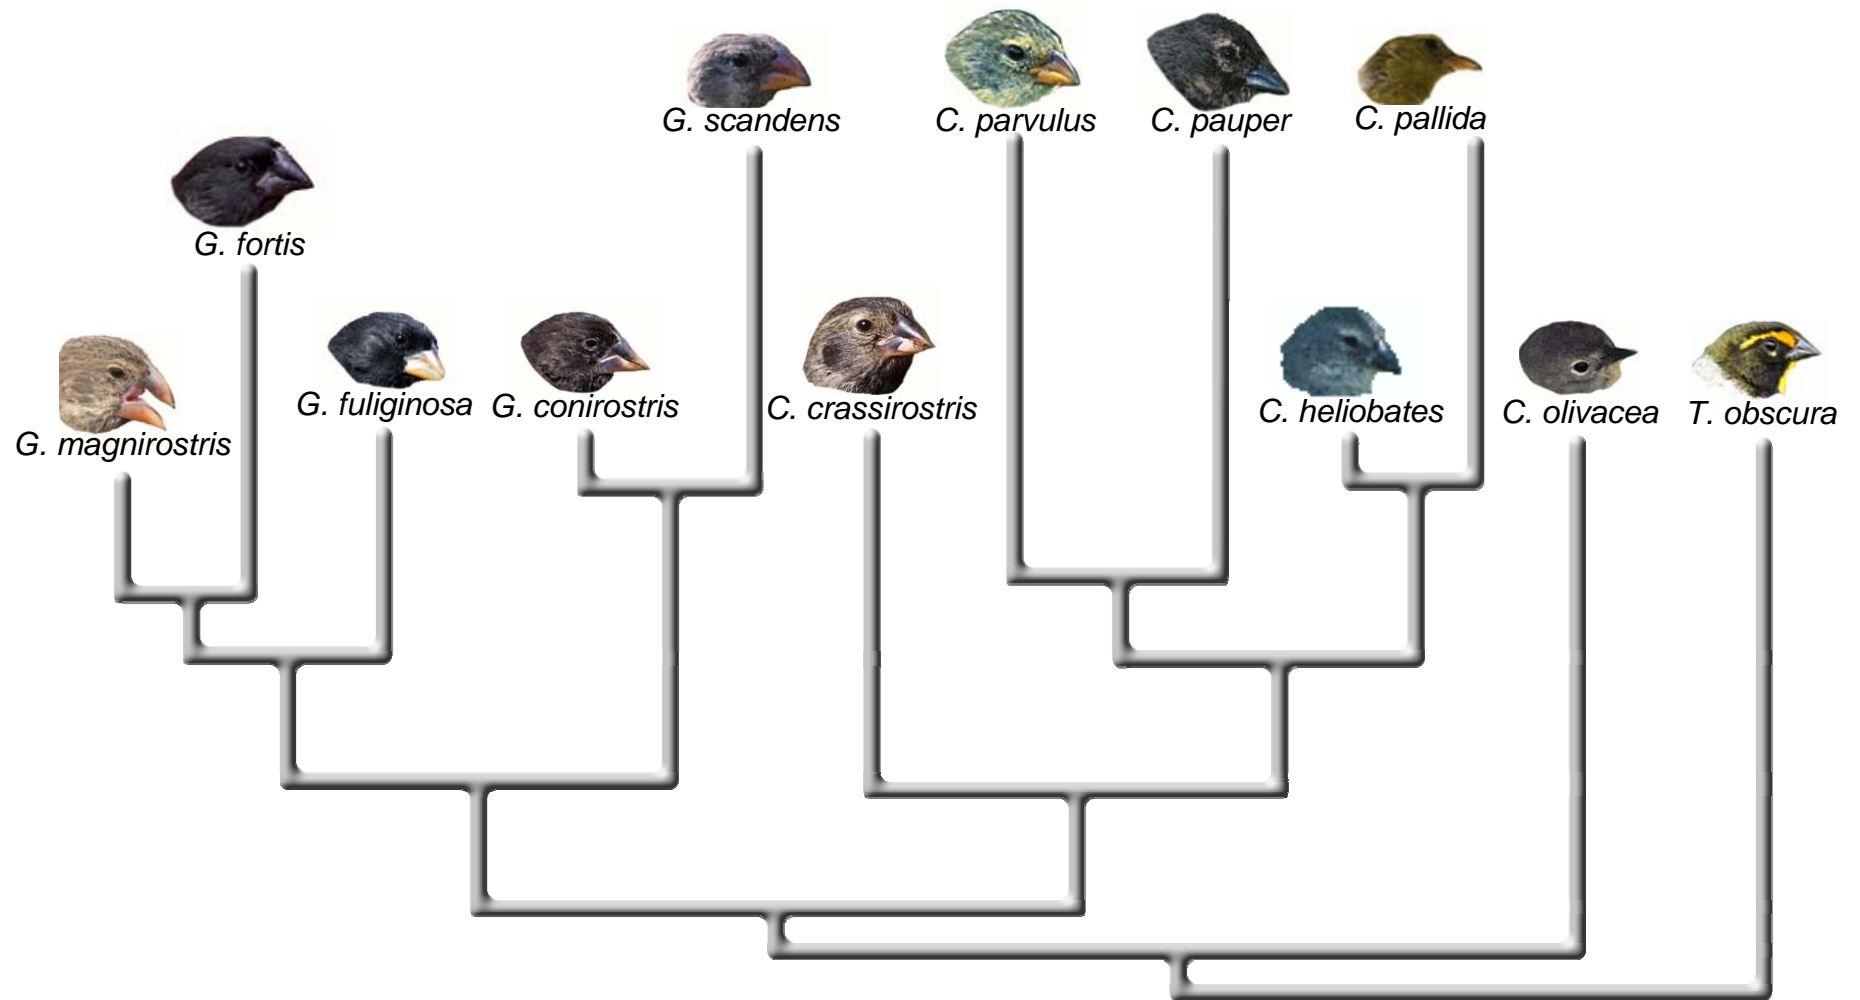 G. scandens
C. parvulus
C. pauper
C. pallida
G. fortis
G. magnirostris
G. fuliginosa
G. conirostris
C. crassirostris
C. heliobates
C. olivacea
T. obscura